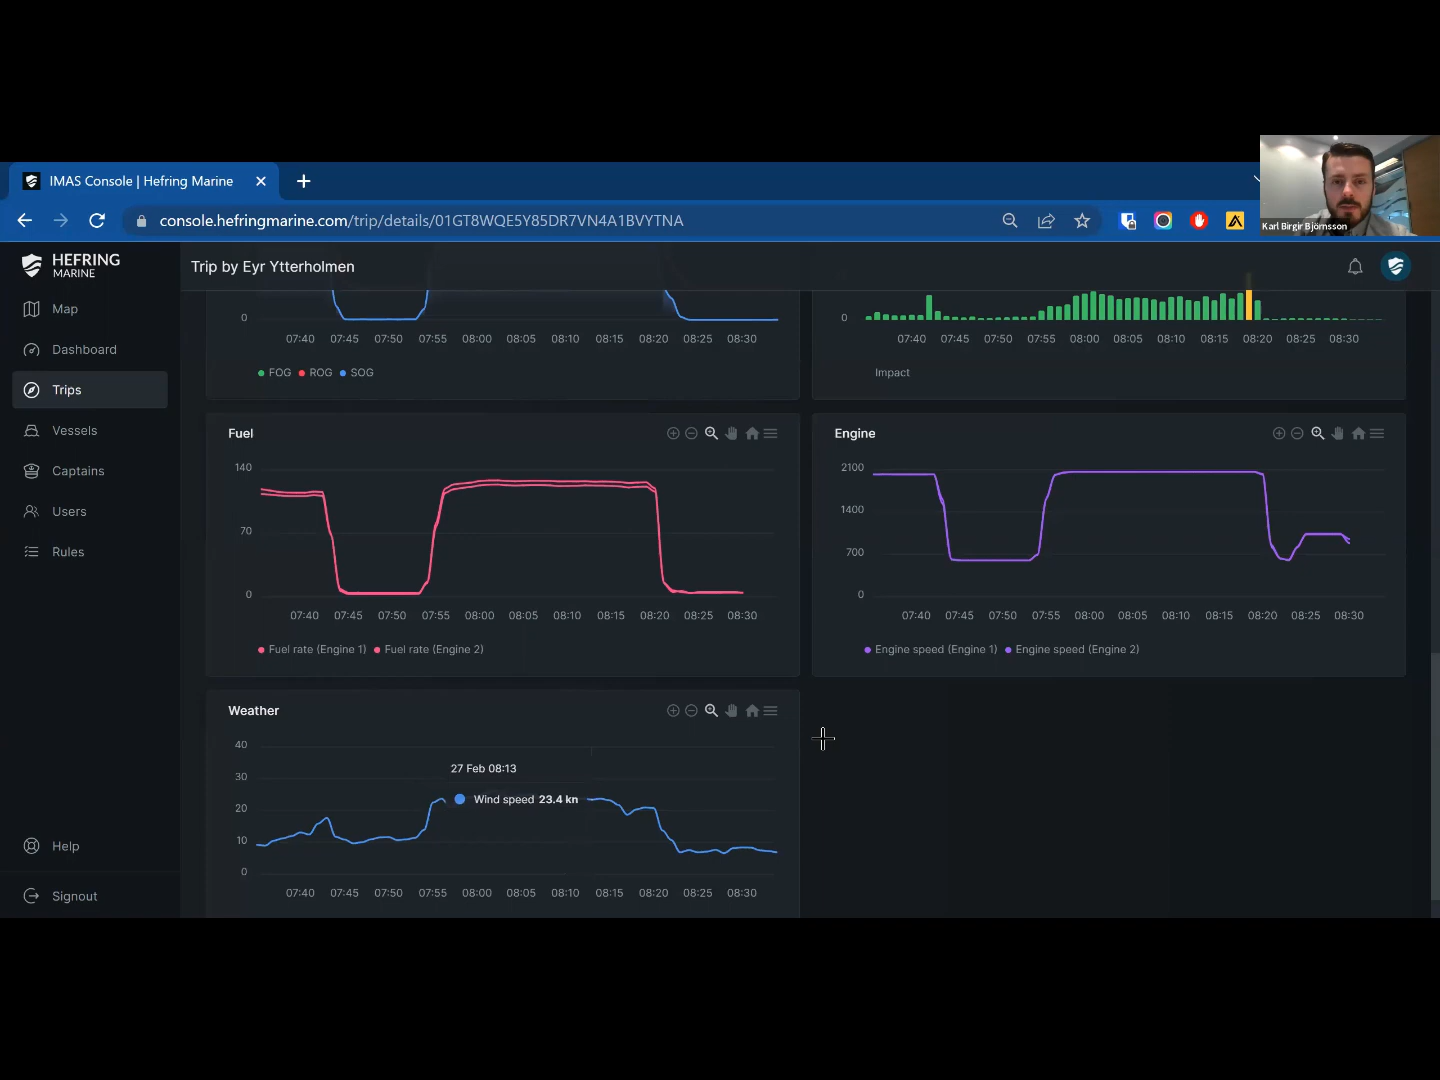 IMAS Console | Hefring Marine
console.hefringmarine.com/trip/details/01GT8WQE5Y85DR7VN4A1BVYTNA
Karl Birgir Björnsson
HEFRING
MARINE
Trip by Eyr Ytterholmen
Map
Dashboard
Trips
Vessels
Captains
Users
Rules
Help
Signout
0
07:40 07:45 07:50 07:55 08:00 08:05 08:10 08:15 08:20 08:25 08:30
FOG ROG SOG
0
07:40 07:45 07:50 07:55 08:00 08:05 08:10 08:15 08:20 08:25 08:30
Impact
Fuel
140
70
0
07:40 07:45 07:50 07:55 08:00 08:05 08:10 08:15 08:20 08:25 08:30
Fuel rate (Engine 1) Fuel rate (Engine 2)
Engine
2100
1400
700
0
07:40 07:45 07:50 07:55 08:00 08:05 08:10 08:15 08:20 08:25 08:30
Engine speed (Engine 1) Engine speed (Engine 2)
Weather
40
30
20
10
0
27 Feb 08:13
Wind speed 23.4 kn
07:40 07:45 07:50 07:55 08:00 08:05 08:10 08:15 08:20 08:25 08:30